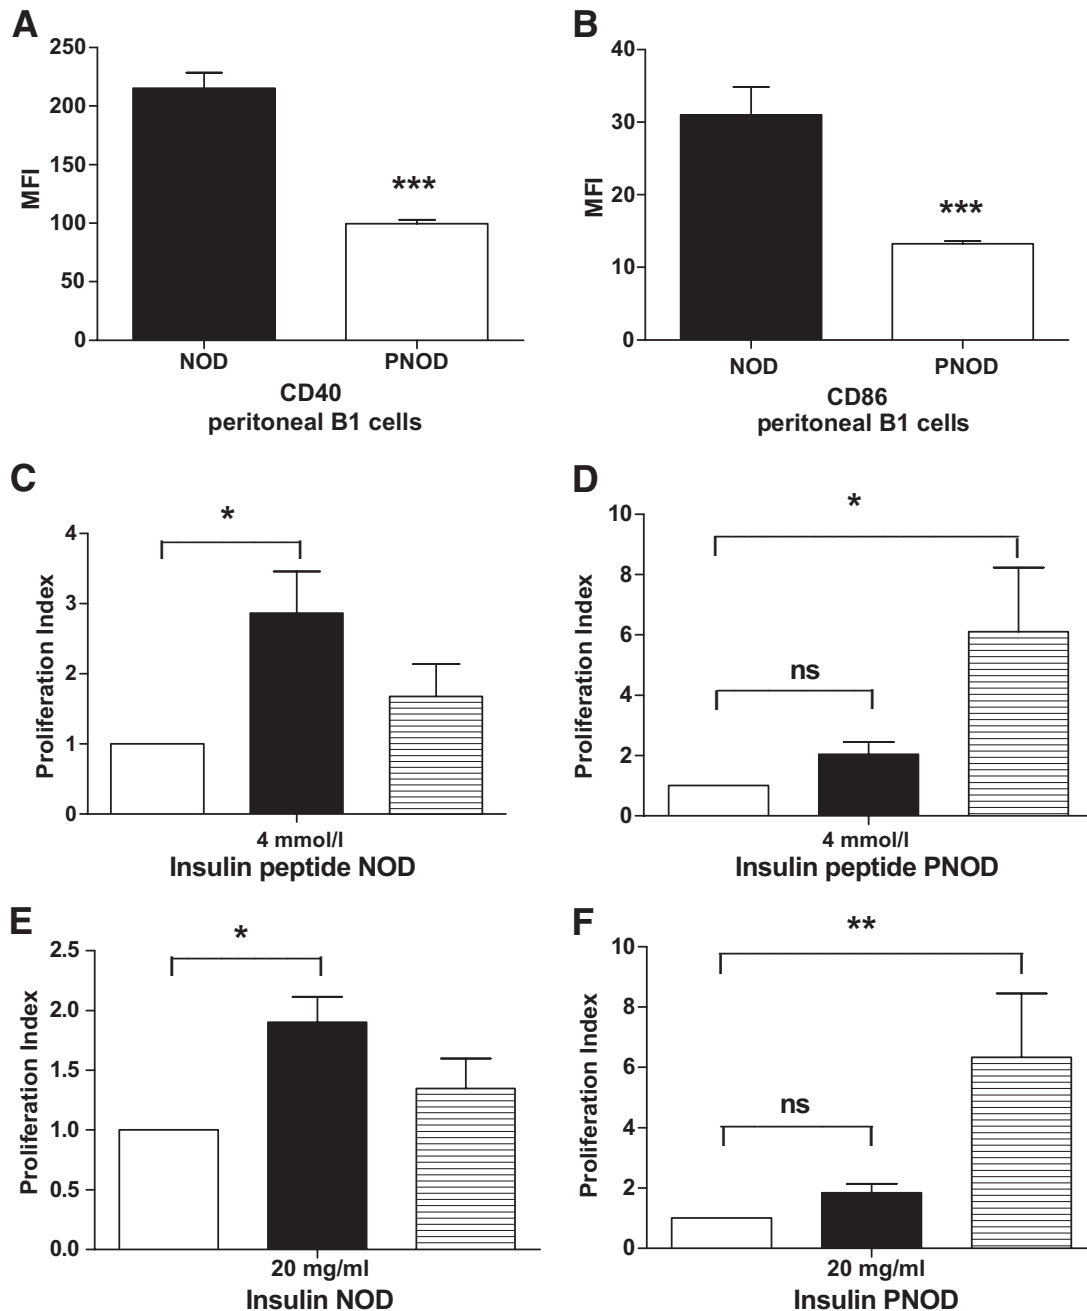 A
250
200
150
100
50
0
MFI
***
NOD
PNOD
CD40
peritoneal B1 cells
B
40
30
20
10
0
MFI
***
NOD
PNOD
CD86
peritoneal B1 cells
C
4
3
2
1
0
Proliferation Index
*
4 mmol/l
Insulin peptide NOD
D
10
8
6
4
2
0
Proliferation Index
*
ns
4 mmol/l
Insulin peptide PNOD
E
2.5
2.0
1.5
1.0
0.5
0.0
Proliferation Index
*
20 mg/ml
Insulin NOD
F
10
8
6
4
2
0
Proliferation Index
**
ns
20 mg/ml
Insulin PNOD